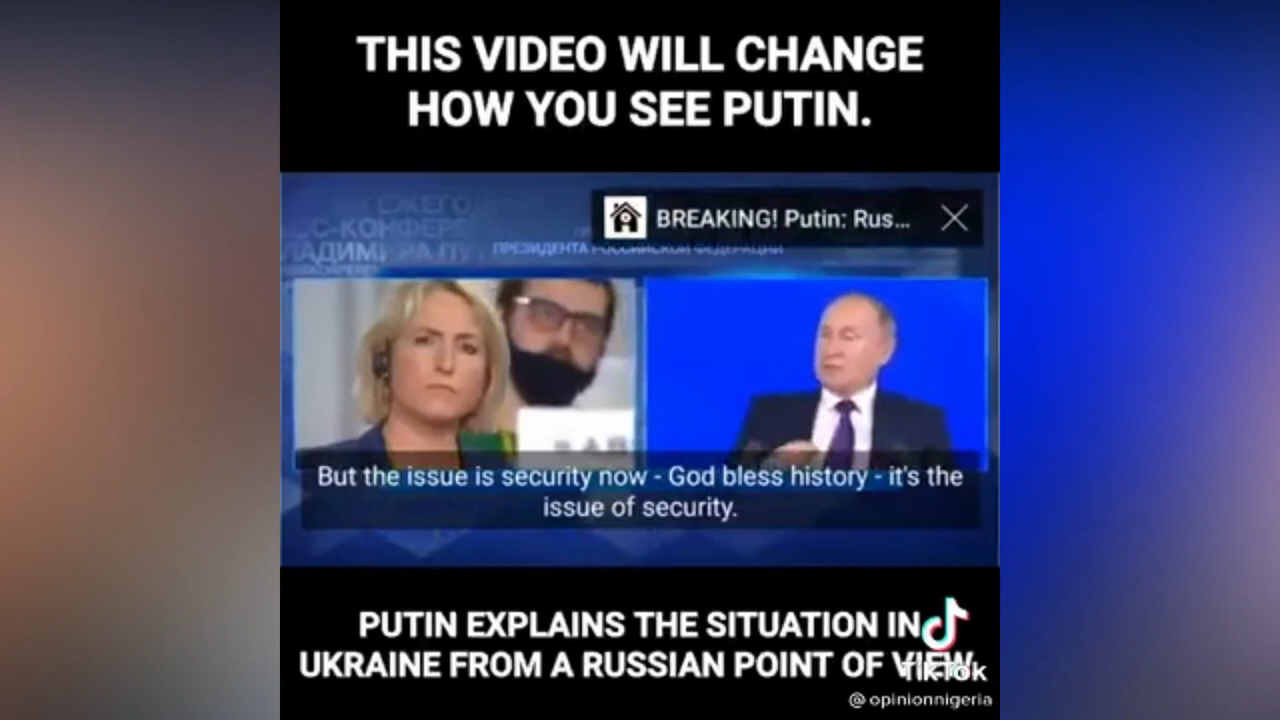 THIS VIDEO WILL CHANGE
HOW YOU SEE PUTIN.
BREAKING! Putin: Rus...
ПРЕЗИДЕНТА РОССИЙСКОЙ ФЕДЕРАЦИИ
But the issue is security now - God bless history - it's the
issue of security.
PUTIN EXPLAINS THE SITUATION IN
UKRAINE FROM A RUSSIAN POINT OF VIEW.
TikTok
@opinionnigeria